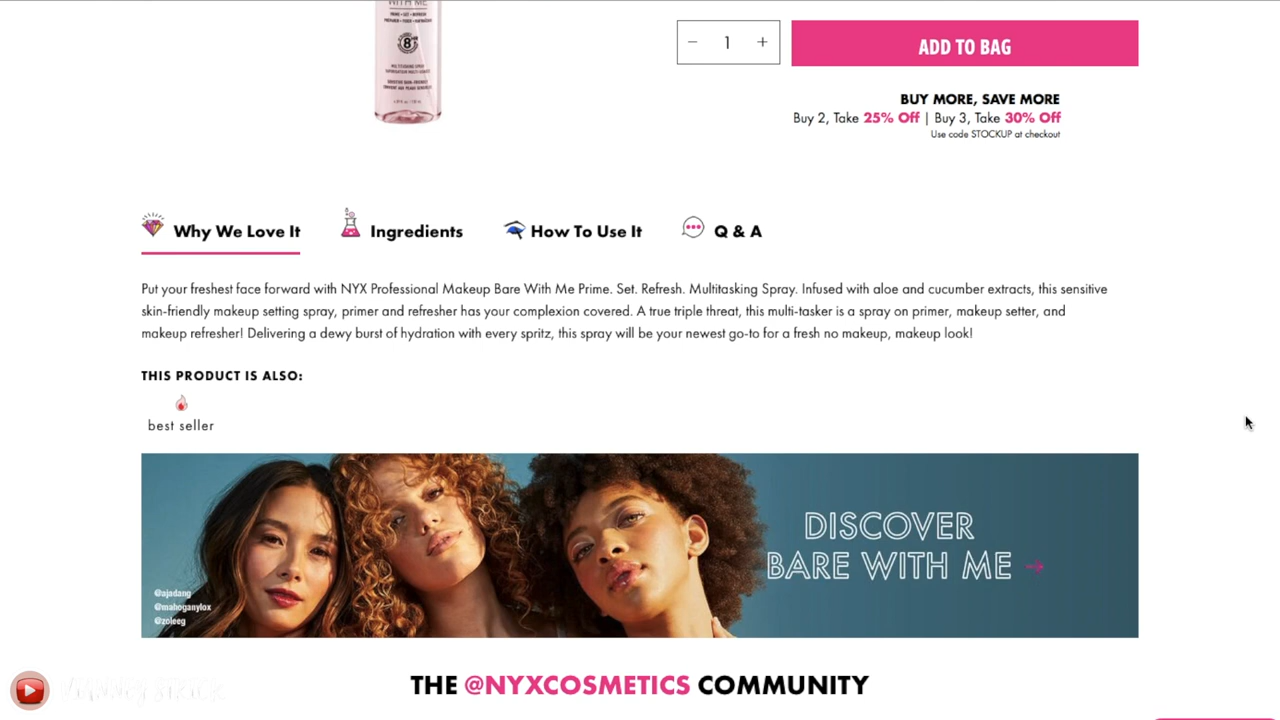 WITH ME
8
− 1 +
ADD TO BAG
BUY MORE, SAVE MORE
Buy 2, Take 25% Off | Buy 3, Take 30% Off
Use code STOCKUP at checkout
Why We Love It
Ingredients
How To Use It
Q & A
Put your freshest face forward with NYX Professional Makeup Bare With Me Prime. Set. Refresh. Multitasking Spray. Infused with aloe and cucumber extracts, this sensitive
skin-friendly makeup setting spray, primer and refresher has your complexion covered. A true triple threat, this multi-tasker is a spray on primer, makeup setter, and
makeup refresher! Delivering a dewy burst of hydration with every spritz, this spray will be your newest go-to for a fresh no makeup, makeup look!
THIS PRODUCT IS ALSO:
best seller
DISCOVER
BARE WITH ME →
@ajadang
@mahoganylox
@zoleeg
THE @NYXCOSMETICS COMMUNITY